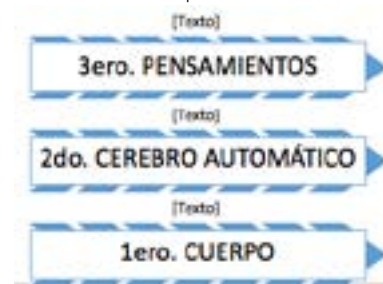 [Texto]
3ero. PENSAMIENTOS
[Texto]
2do. CEREBRO AUTOMÁTICO
[Texto]
1ero. CUERPO